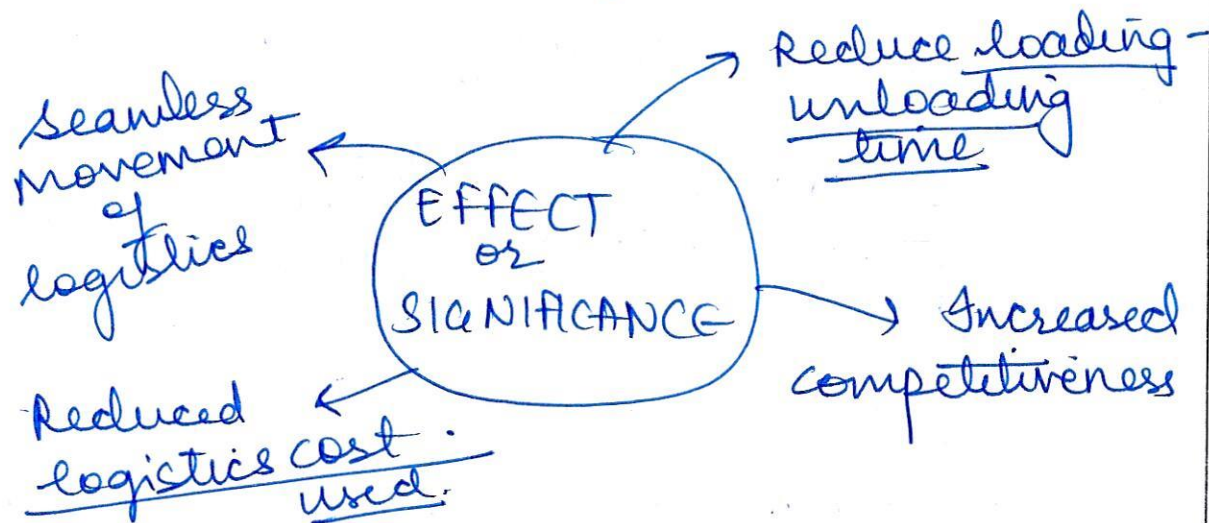 seamless
movement
of
logistics
Reduce loading-
unloading
time
EFFECT
or
SIGNIFICANCE
Increased
competitiveness
Reduced
logistics cost.
used.